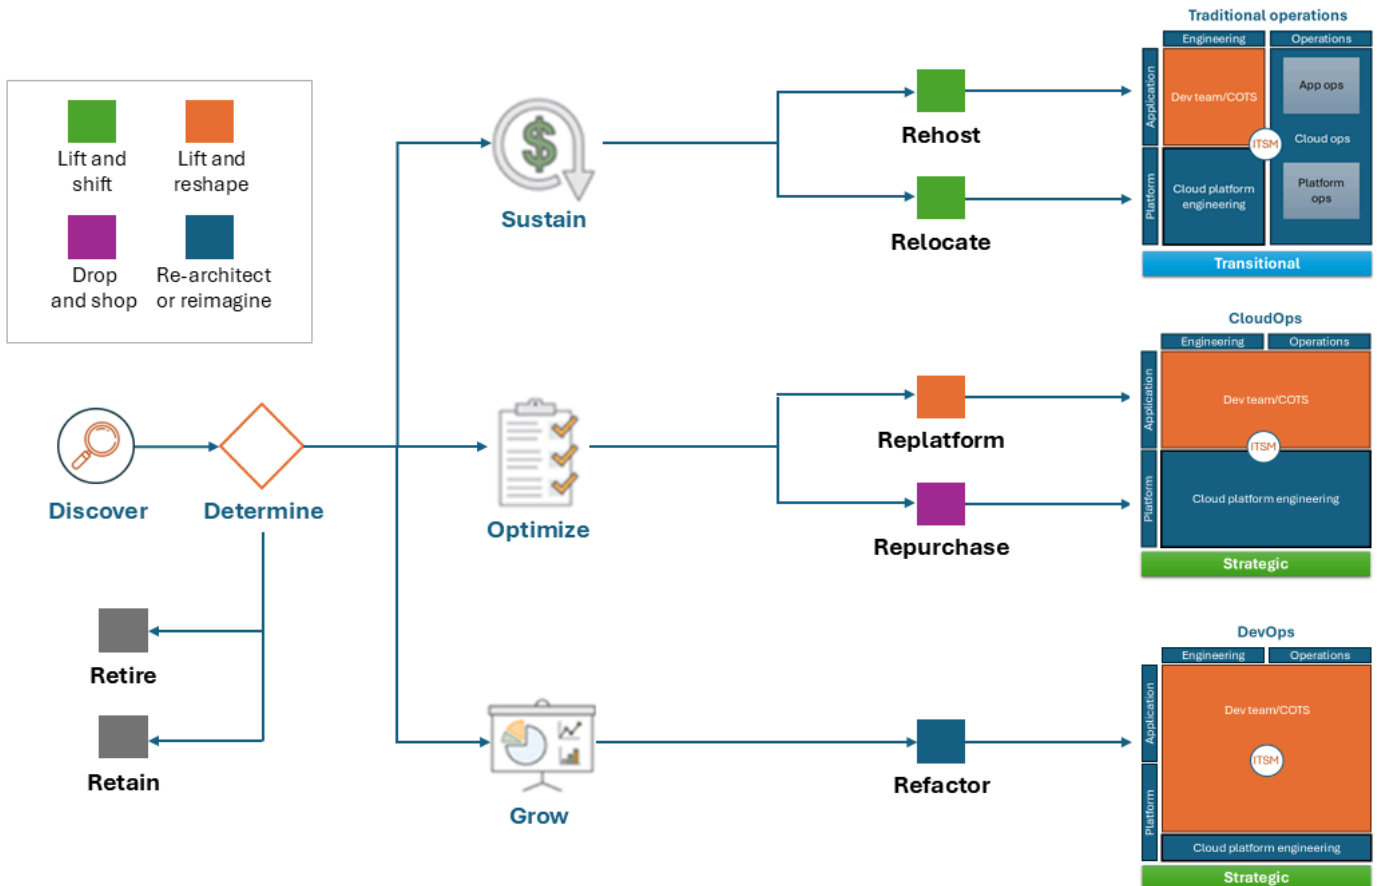 Lift and
shift
Lift and
reshape
Drop
and shop
Re-architect
or reimagine
Discover
Determine
Retire
Retain
Sustain
Optimize
Grow
Rehost
Relocate
Replatform
Repurchase
Refactor
Traditional operations
Engineering
Operations
Application
Platform
Dev team/COTS
App ops
ITSM
Cloud ops
Cloud platform
engineering
Platform
ops
Transitional
CloudOps
Engineering
Operations
Application
Platform
Dev team/COTS
ITSM
Cloud platform engineering
Strategic
DevOps
Engineering
Operations
Application
Platform
Dev team/COTS
ITSM
Cloud platform engineering
Strategic